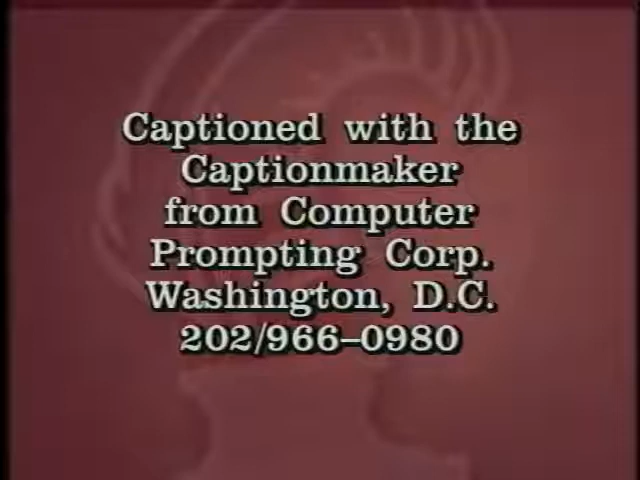 Captioned with the
Captionmaker
from Computer
Prompting Corp.
Washington, D.C.
202/966–0980